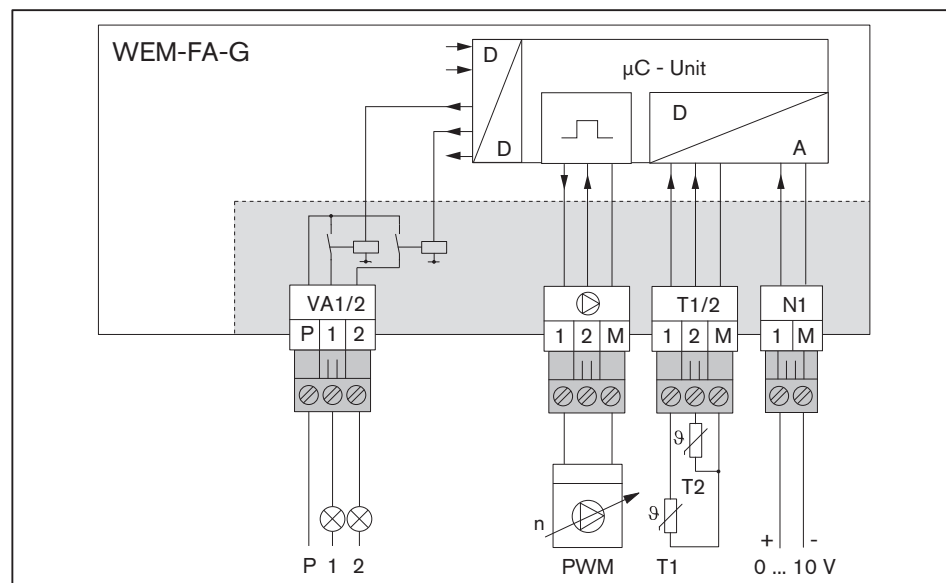 WEM-FA-G
D
D
µC - Unit
D
A
VA1/2
P 1 2
1 2 M
T1/2
1 2 M
N1
1 M
ϑ
T2
ϑ
n
+ -
P 1 2
PWM
T1
0 ... 10 V